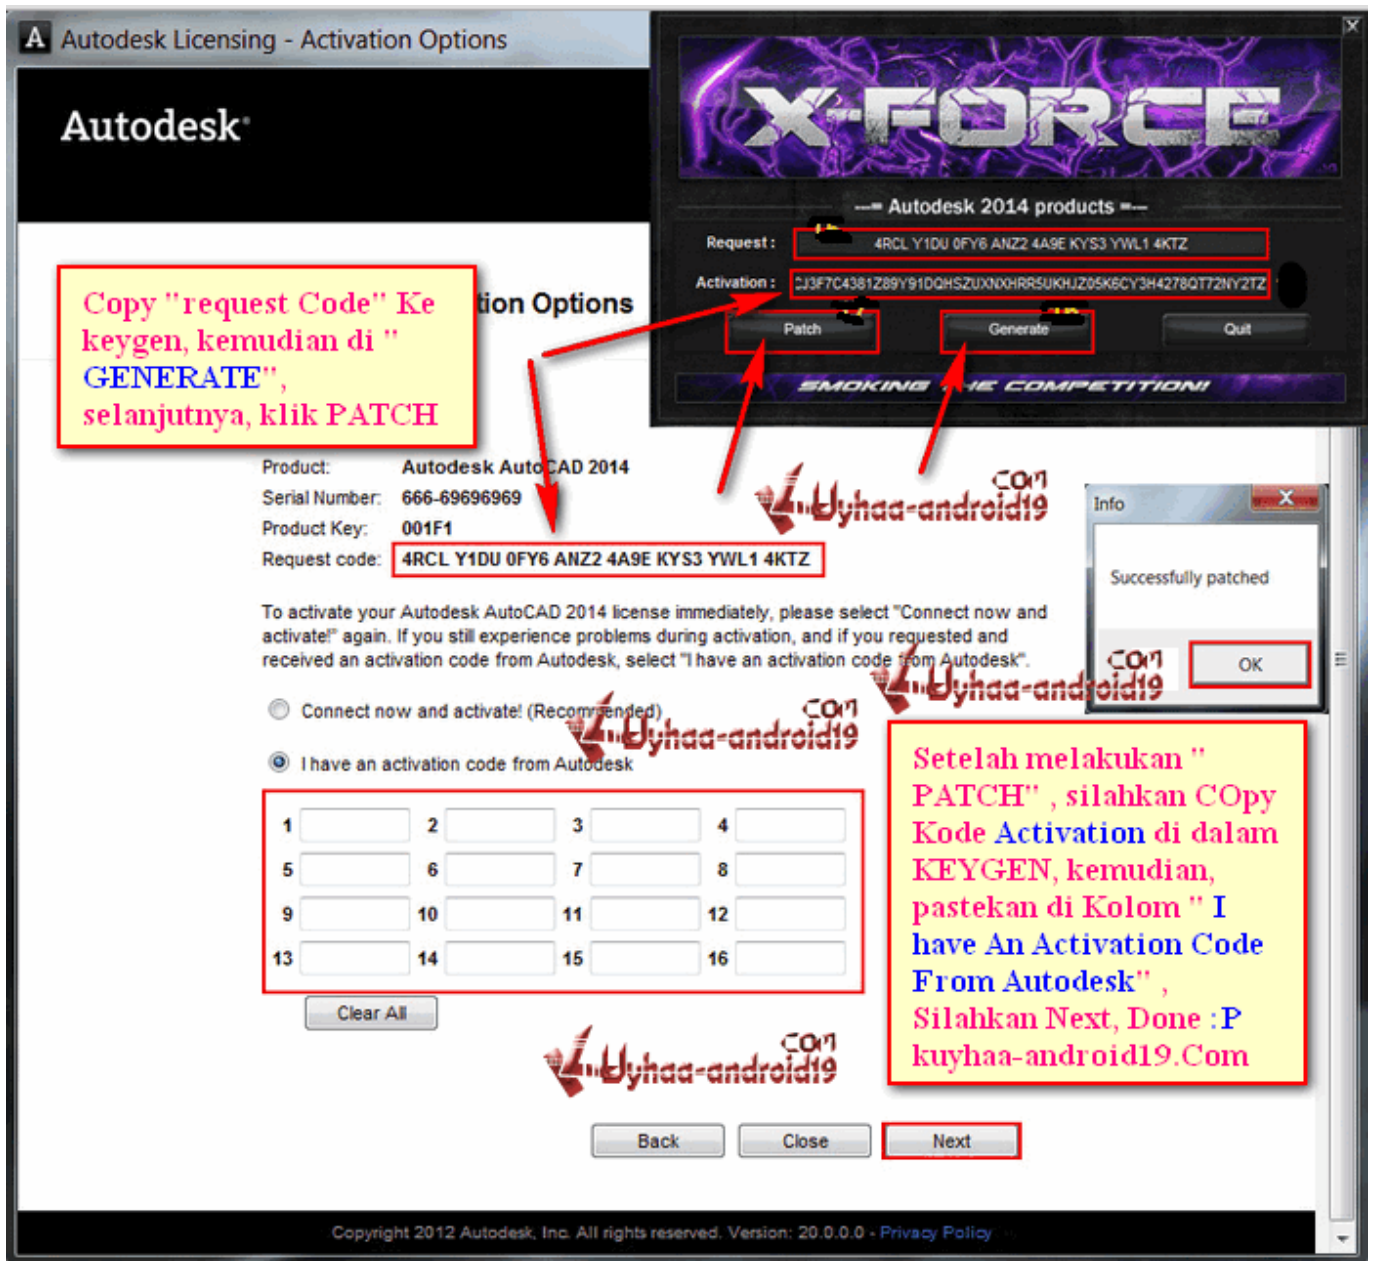 Autodesk Licensing - Activation Options
Autodesk
X-FORCE
---= Autodesk 2014 products =---
Request :
4RCL Y1DU 0FY6 ANZ2 4A9E KYS3 YWL1 4KTZ
Activation :
CJ3F7C4381Z89Y91DQHSZUXNXHRR5UKHJZ05K6CY3H4278QT72NY2TZ
Patch
Generate
Quit
SMOKING THE COMPETITION!
Copy "request Code" Ke
keygen, kemudian di "
GENERATE",
selanjutnya, klik PATCH
tion Options
Product: Autodesk AutoCAD 2014
Serial Number: 666-69696969
Product Key: 001F1
Request code: 4RCL Y1DU 0FY6 ANZ2 4A9E KYS3 YWL1 4KTZ
Kuyhaa-android19 .COM
Info
Successfully patched
OK
To activate your Autodesk AutoCAD 2014 license immediately, please select "Connect now and
activate!" again. If you still experience problems during activation, and if you requested and
received an activation code from Autodesk, select "I have an activation code from Autodesk".
Kuyhaa-android19 .COM
Connect now and activate! (Recommended)
Kuyhaa-android19 .COM
I have an activation code from Autodesk
1 2 3 4
5 6 7 8
9 10 11 12
13 14 15 16
Clear All
Setelah melakukan "
PATCH" , silahkan COpy
Kode Activation di dalam
KEYGEN, kemudian,
pastekan di Kolom " I
have An Activation Code
From Autodesk" ,
Silahkan Next, Done :P
kuyhaa-android19.Com
Kuyhaa-android19 .COM
Back
Close
Next
Copyright 2012 Autodesk, Inc. All rights reserved. Version: 20.0.0.0 - Privacy Policy